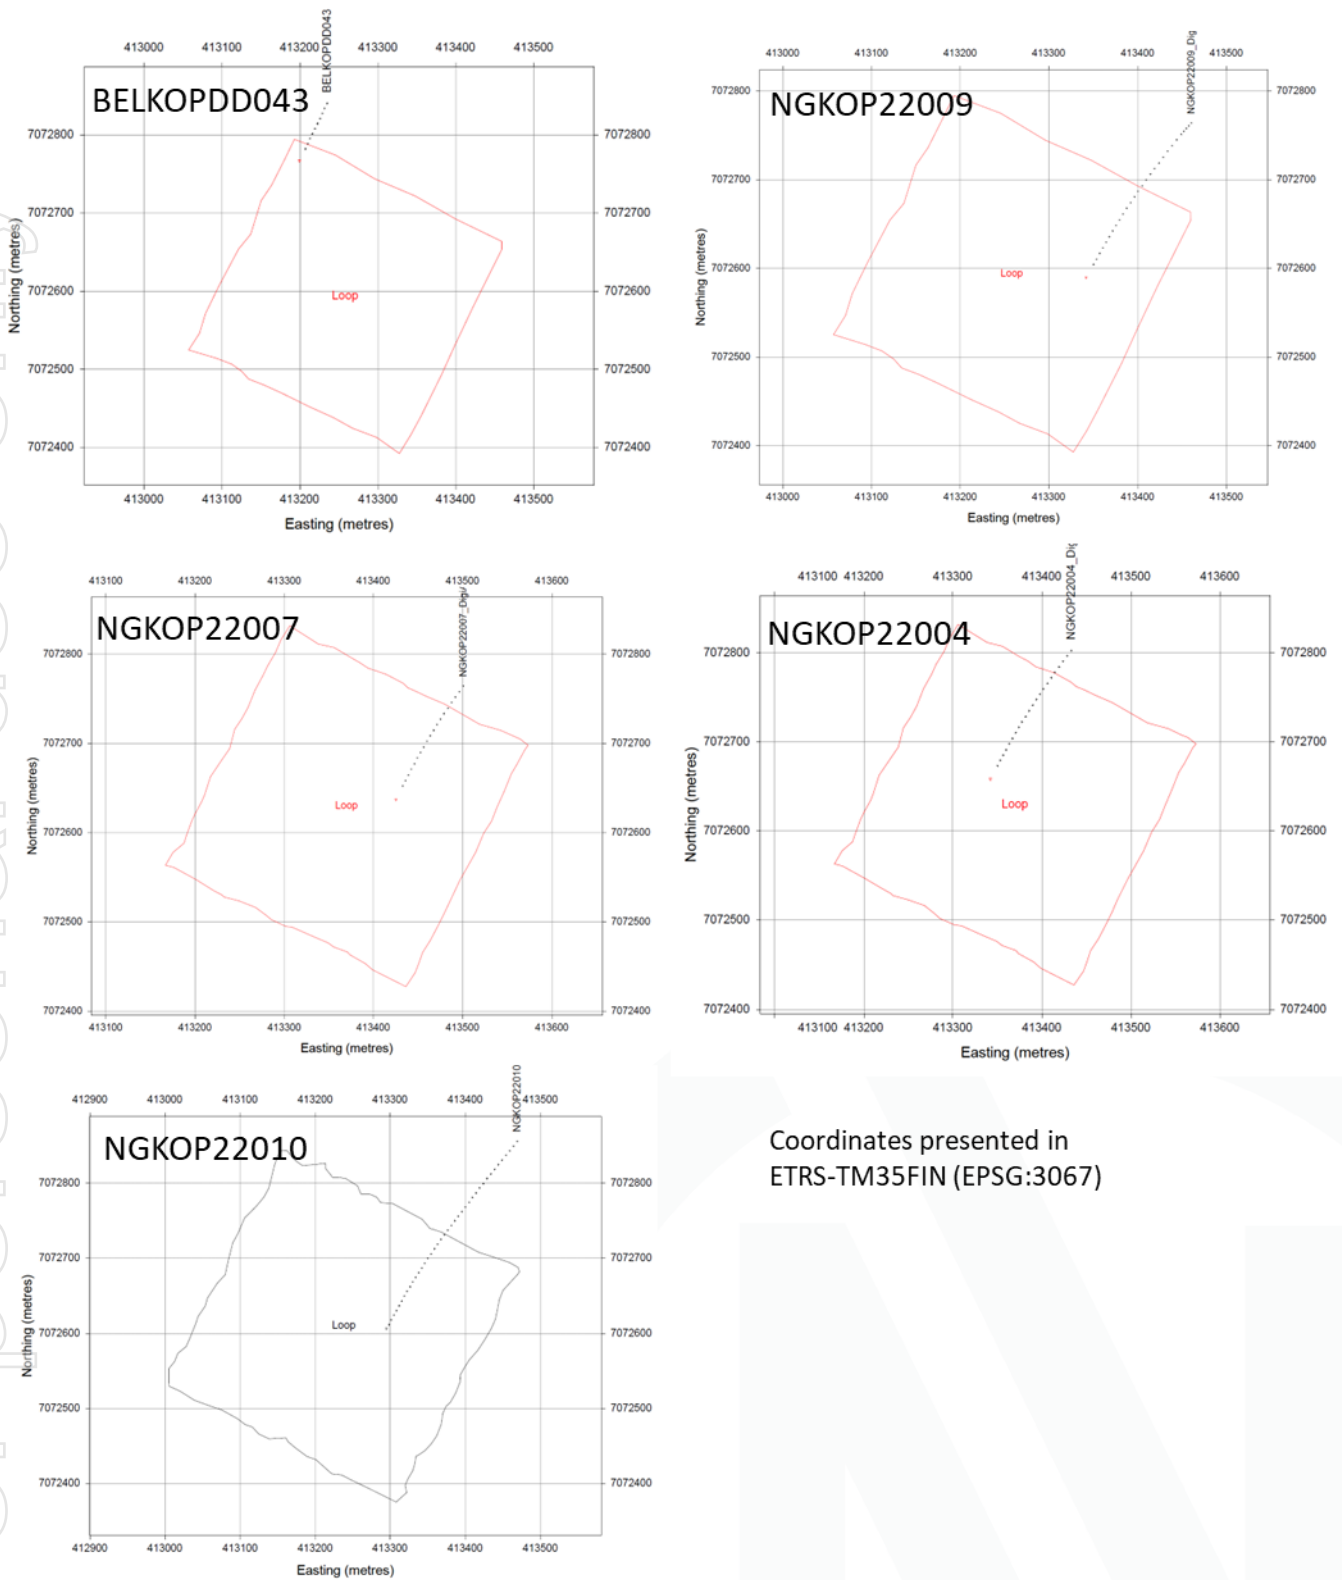 413000 413100 413200 413300 413400 413500
BELKOPDD043
BELKOPDD043
7072800 7072800
7072700 7072700
7072600 7072600
7072500 7072500
7072400 7072400
Northing (metres)
Loop
413000 413100 413200 413300 413400 413500
Easting (metres)
413000 413100 413200 413300 413400 413500
NGKOP22009_Dig
NGKOP22009
7072800 7072800
7072700 7072700
7072600 7072600
7072500 7072500
7072400 7072400
Northing (metres)
Loop
413000 413100 413200 413300 413400 413500
Easting (metres)
413100 413200 413300 413400 413500 413600
NGKOP22007_Digi
NGKOP22007
7072800 7072800
7072700 7072700
7072600 7072600
7072500 7072500
7072400 7072400
Northing (metres)
Loop
413100 413200 413300 413400 413500 413600
Easting (metres)
413100 413200 413300 413400 413500 413600
NGKOP22004_Dig
NGKOP22004
7072800 7072800
7072700 7072700
7072600 7072600
7072500 7072500
7072400 7072400
Northing (metres)
Loop
413100 413200 413300 413400 413500 413600
Easting (metres)
412900 413000 413100 413200 413300 413400 413500
NGKOP22010
NGKOP22010
7072800 7072800
7072700 7072700
7072600 7072600
7072500 7072500
7072400 7072400
Northing (metres)
Loop
412900 413000 413100 413200 413300 413400 413500
Easting (metres)
Coordinates presented in
ETRS-TM35FIN (EPSG:3067)